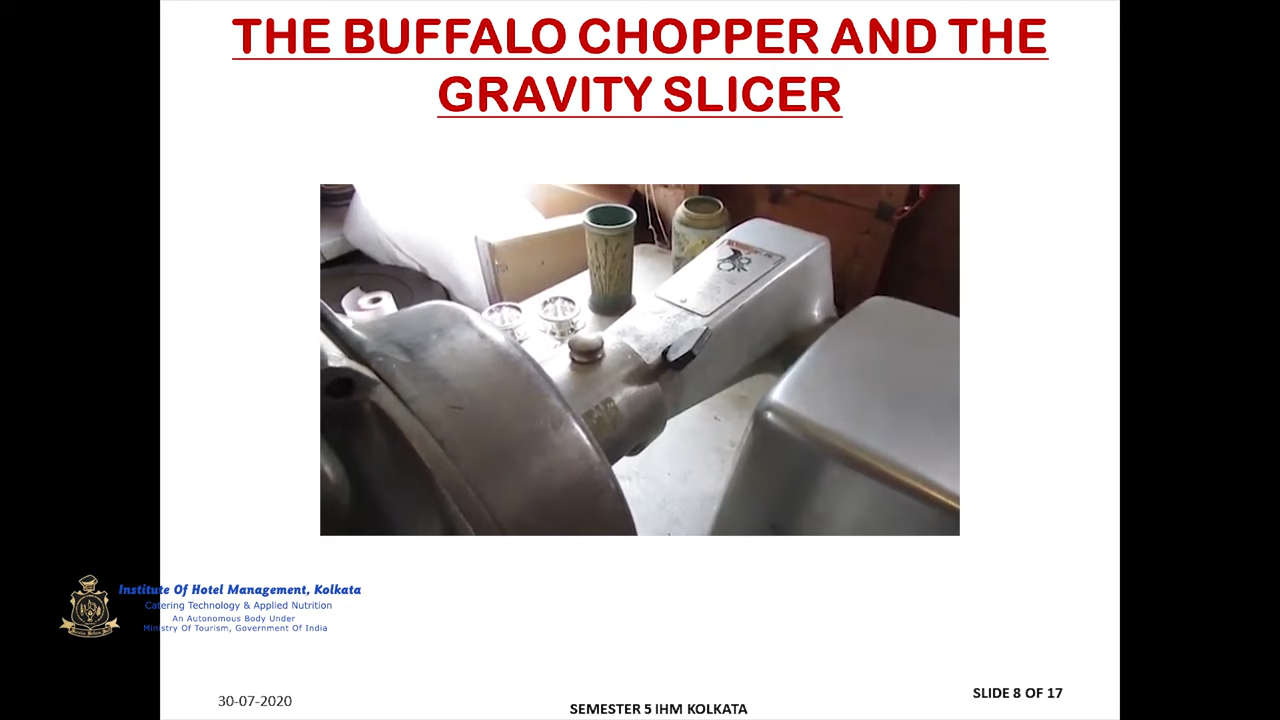 THE BUFFALO CHOPPER AND THE
GRAVITY SLICER
Institute Of Hotel Management, Kolkata
Catering Technology & Applied Nutrition
An Autonomous Body Under
Ministry Of Tourism, Government Of India
30-07-2020
SEMESTER 5 IHM KOLKATA
SLIDE 8 OF 17